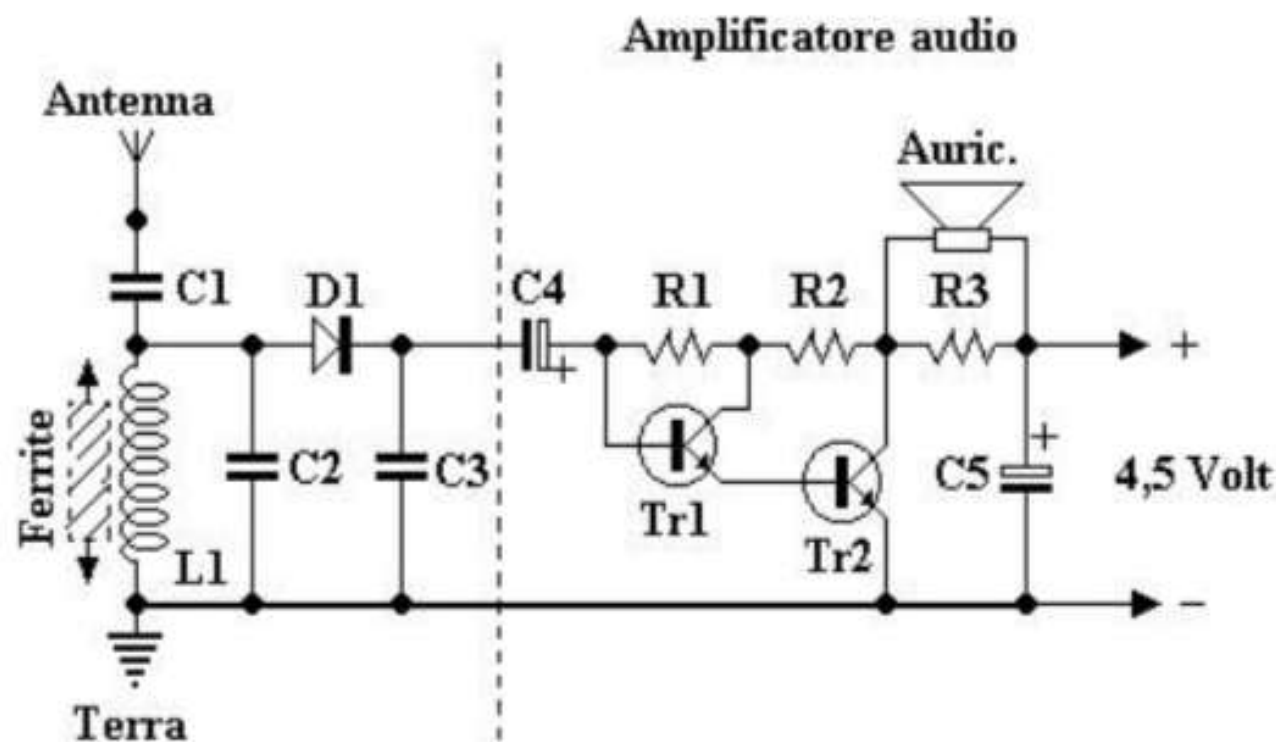 Amplificatore audio
Antenna
Auric.
C1
D1
C4
R1
R2
R3
+
+
Ferrite
C2
C3
+
C5
4,5 Volt
Tr1
L1
Tr2
−
Terra